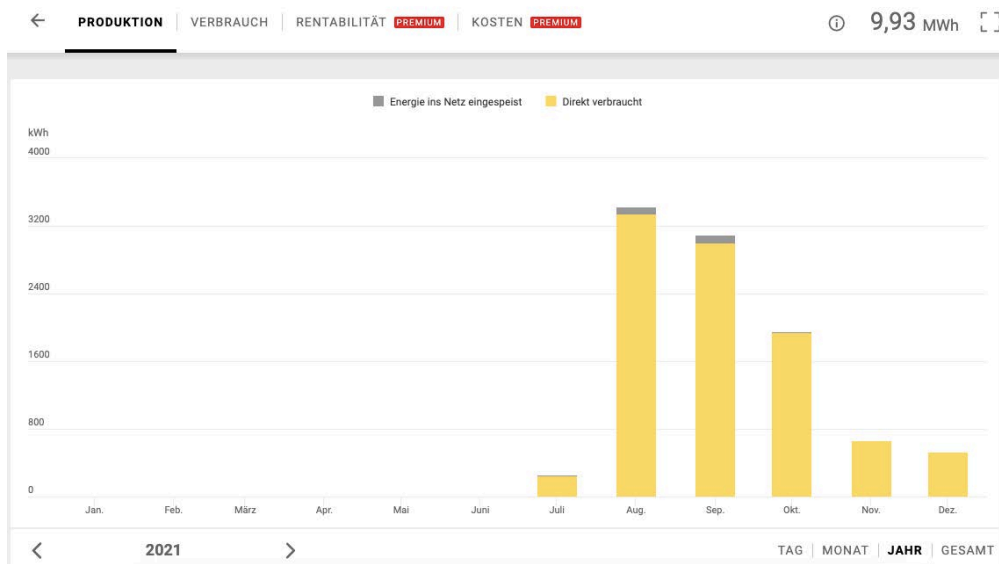 PRODUKTION VERBRAUCH RENTABILITÄT PREMIUM KOSTEN PREMIUM 9,93 MWh
Energie ins Netz eingespeist Direkt verbraucht
kWh
4000
3200
2400
1600
800
0
Jan. Feb. März Apr. Mai Juni Juli Aug. Sep. Okt. Nov. Dez.
2021 TAG MONAT JAHR GESAMT